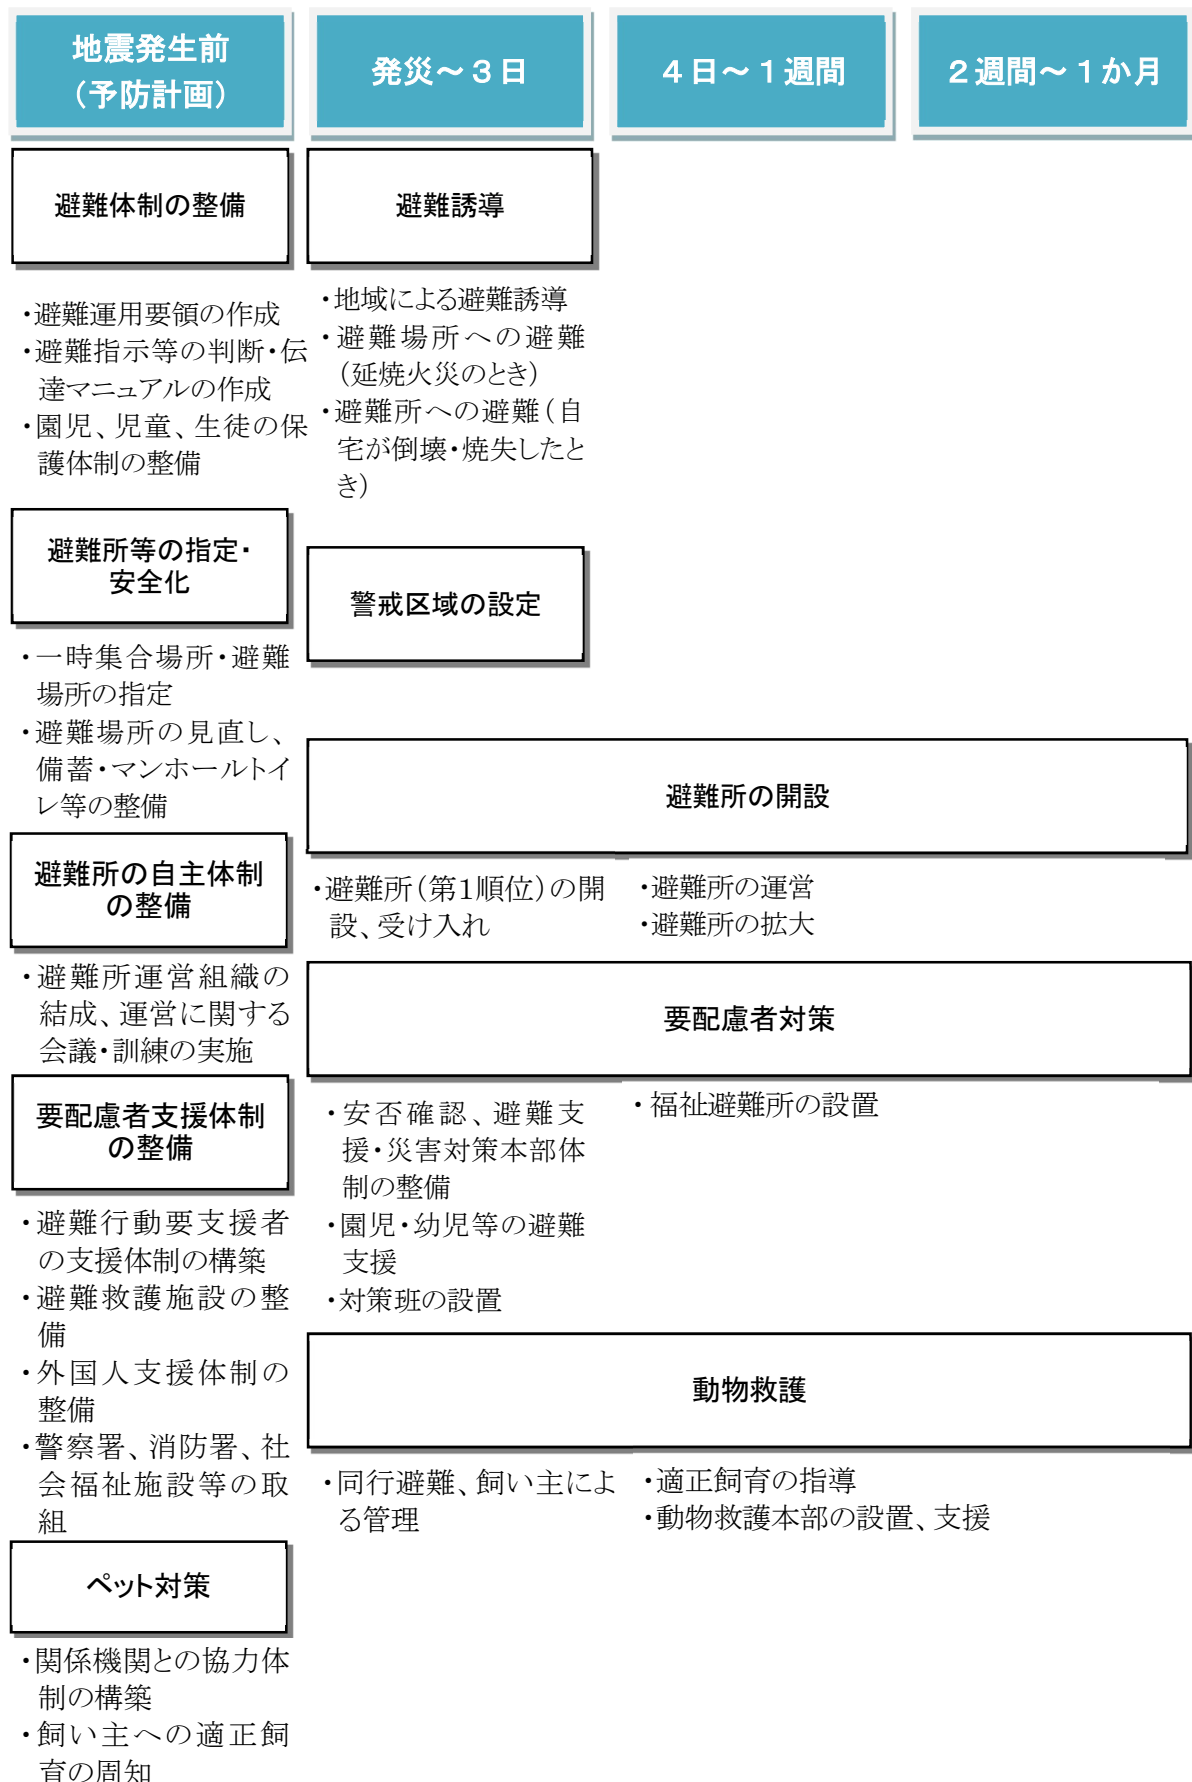 地震発生前
（予防計画）
発災～３日
４日～１週間
２週間～１か月
避難体制の整備
・避難運用要領の作成
・避難指示等の判断・伝
達マニュアルの作成
・園児、児童、生徒の保
護体制の整備
避難所等の指定・
安全化
・一時集合場所・避難
場所の指定
・避難場所の見直し、
備蓄・マンホールトイ
レ等の整備
避難所の自主体制
の整備
・避難所運営組織の
結成、運営に関する
会議・訓練の実施
要配慮者支援体制
の整備
・避難行動要支援者
の支援体制の構築
・避難救護施設の整
備
・外国人支援体制の
整備
・警察署、消防署、社
会福祉施設等の取
組
ペット対策
・関係機関との協力体
制の構築
・飼い主への適正飼
育の周知
避難誘導
・地域による避難誘導
・避難場所への避難
（延焼火災のとき）
・避難所への避難（自
宅が倒壊・焼失したと
き）
警戒区域の設定
避難所の開設
・避難所（第1順位）の開
設、受け入れ
・避難所の運営
・避難所の拡大
要配慮者対策
・安否確認、避難支
援・災害対策本部体
制の整備
・園児・幼児等の避難
支援
・対策班の設置
・福祉避難所の設置
動物救護
・同行避難、飼い主によ
る管理
・適正飼育の指導
・動物救護本部の設置、支援